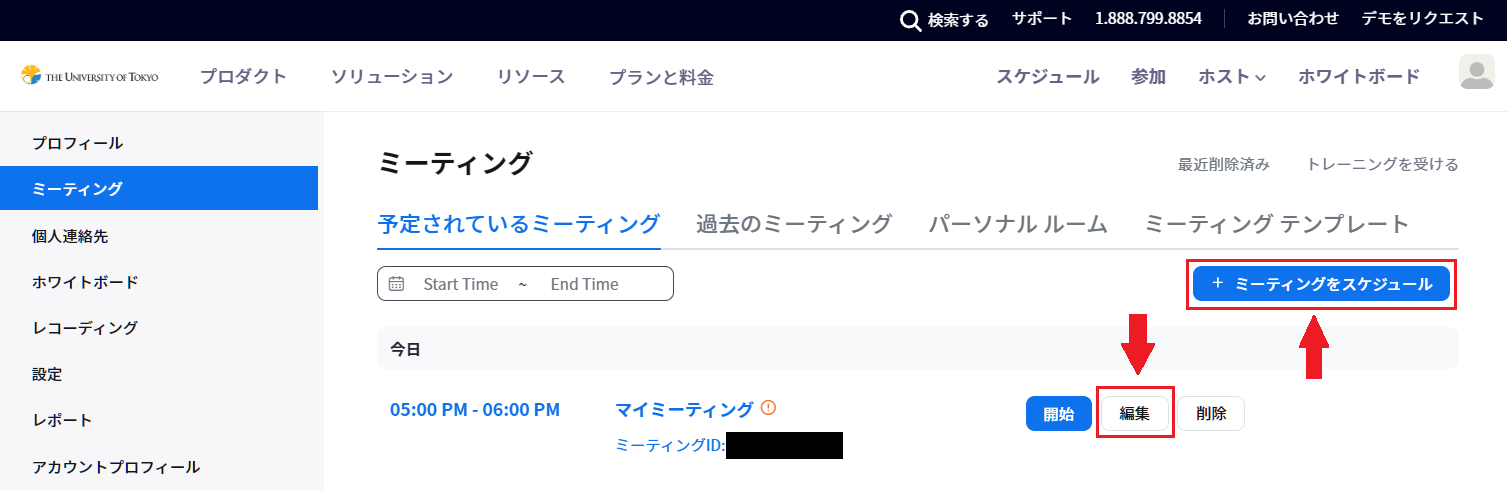 検索する サポート 1.888.799.8854 お問い合わせ デモをリクエスト
THE UNIVERSITY OF TOKYO プロダクト ソリューション リソース プランと料金 スケジュール 参加 ホスト ホワイトボード
プロフィール
ミーティング
個人連絡先
ホワイトボード
レコーディング
設定
レポート
アカウントプロフィール
ミーティング 最近削除済み トレーニングを受ける
予定されているミーティング 過去のミーティング パーソナル ルーム ミーティング テンプレート
Start Time ~ End Time + ミーティングをスケジュール
今日
05:00 PM - 06:00 PM マイミーティング 開始 編集 削除
ミーティングID: